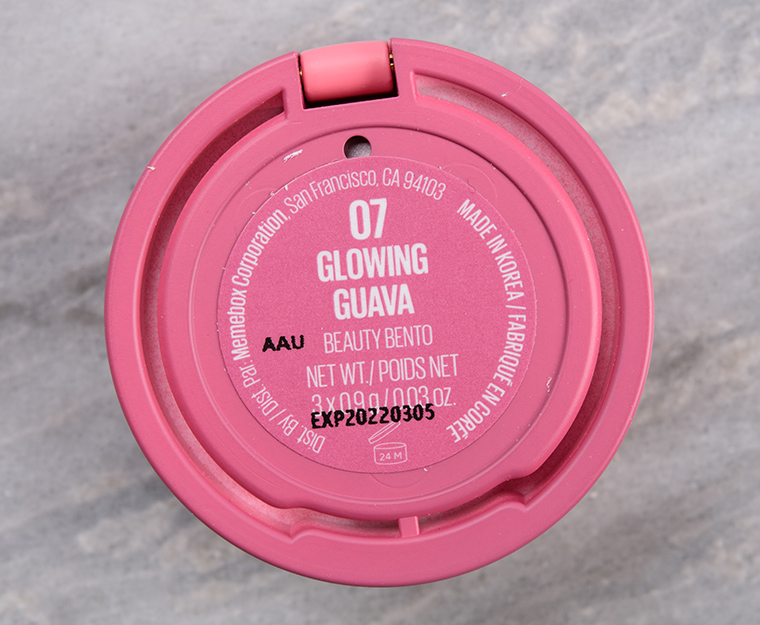 Dist. By / Dist. Par: Memebox Corporation, San Francisco, CA 94103
MADE IN KOREA / FABRIQUÉ EN CORÉE
07
GLOWING
GUAVA
AAU
BEAUTY BENTO
NET WT./ POIDS NET
3 x 0.9 g / 0.03 oz.
EXP20220305
24 M